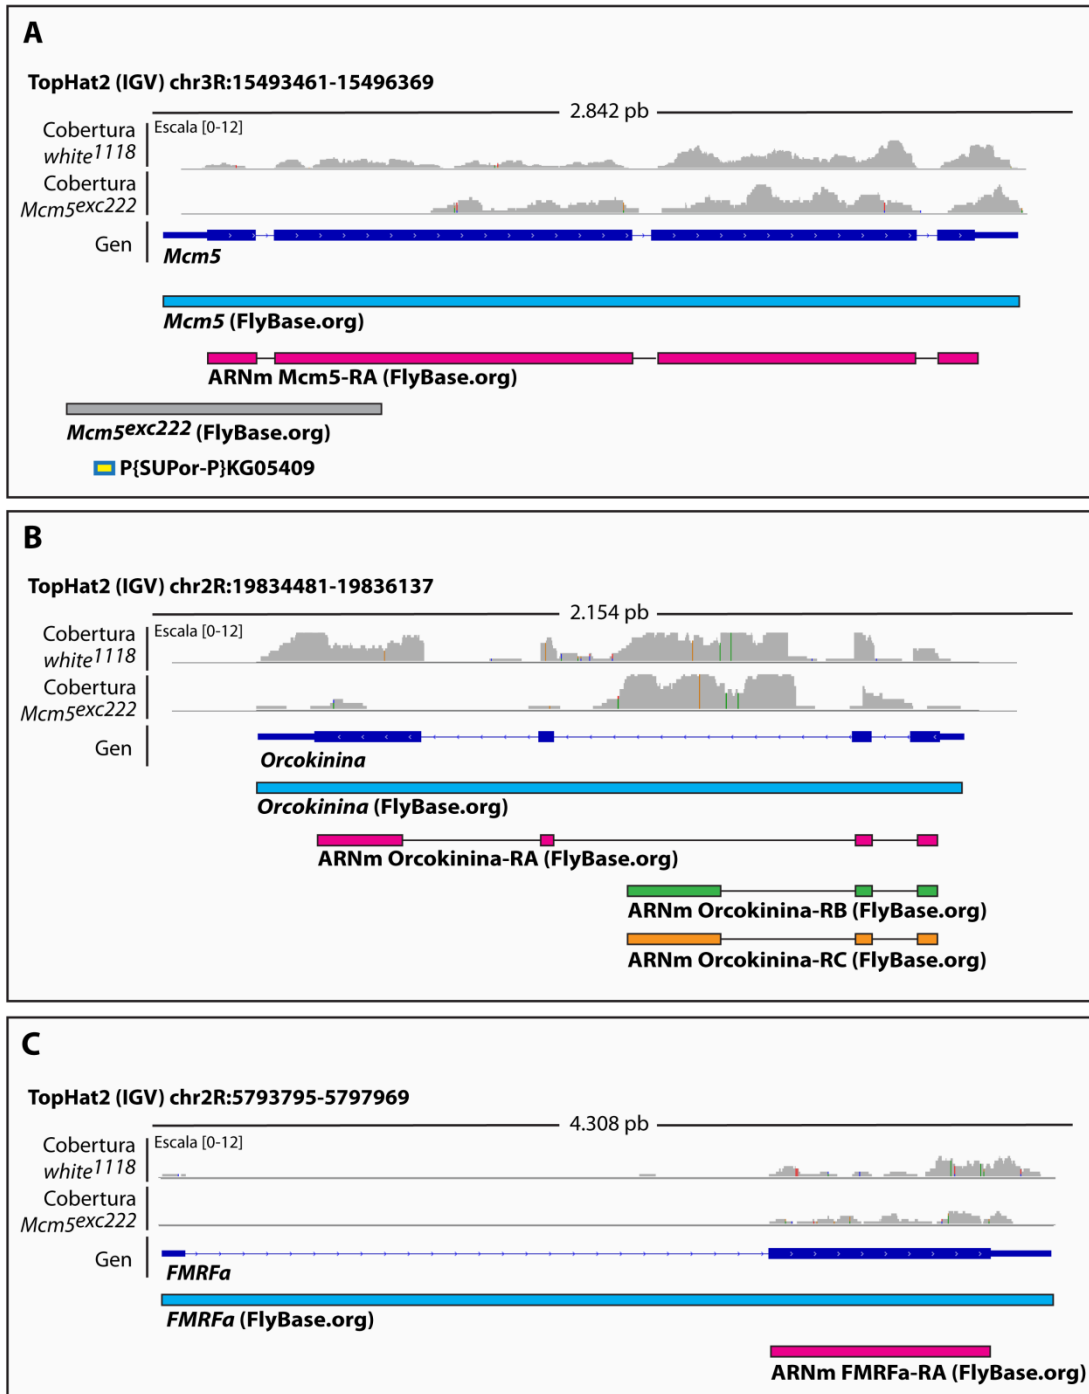 A
TopHat2 (IGV) chr3R:15493461-15496369
2.842 pb
Cobertura white1118
Escala [0-12]
Cobertura Mcm5exc222
Gen
Mcm5
Mcm5 (FlyBase.org)
ARNm Mcm5-RA (FlyBase.org)
Mcm5exc222 (FlyBase.org)
P{SUPor-P}KG05409
B
TopHat2 (IGV) chr2R:19834481-19836137
2.154 pb
Cobertura white1118
Escala [0-12]
Cobertura Mcm5exc222
Gen
Orcokinina
Orcokinina (FlyBase.org)
ARNm Orcokinina-RA (FlyBase.org)
ARNm Orcokinina-RB (FlyBase.org)
ARNm Orcokinina-RC (FlyBase.org)
C
TopHat2 (IGV) chr2R:5793795-5797969
4.308 pb
Cobertura white1118
Escala [0-12]
Cobertura Mcm5exc222
Gen
FMRFa
FMRFa (FlyBase.org)
ARNm FMRFa-RA (FlyBase.org)